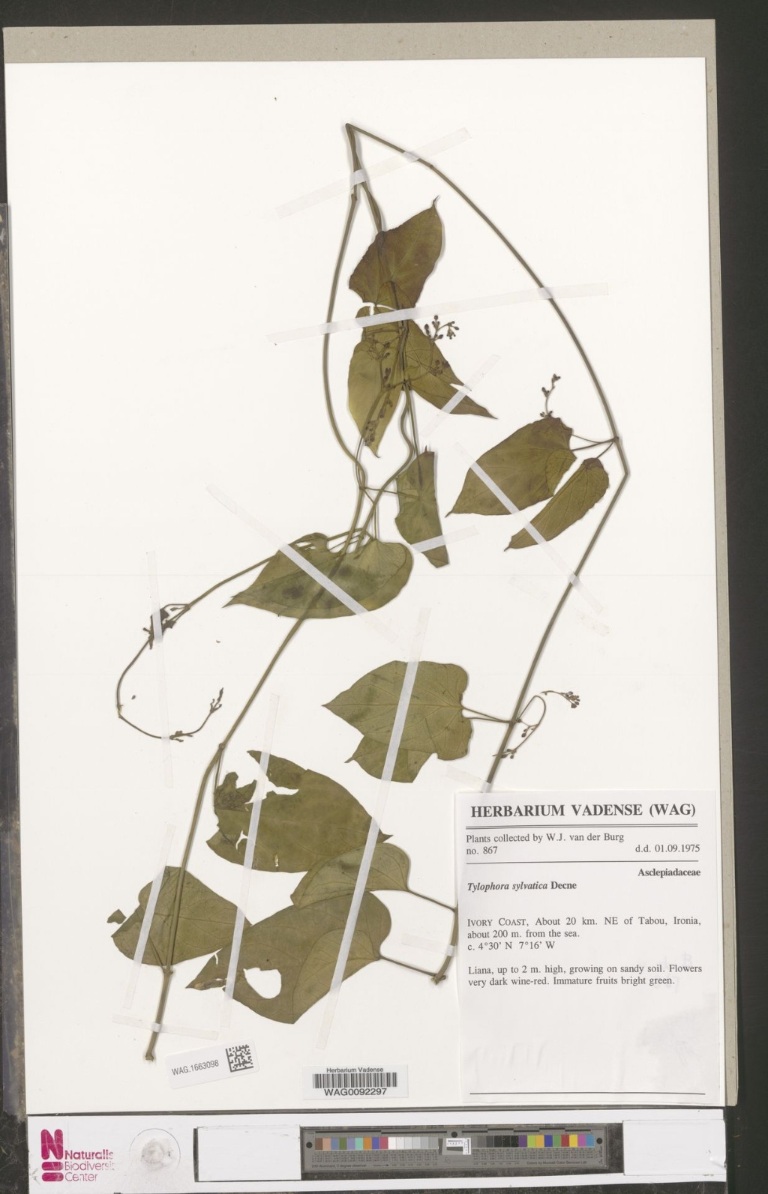 HERBARIUM VADENSE (WAG)
Plants collected by W.J. van der Burg
no. 867 d.d. 01.09.1975
Asclepiadaceae
Tylophora sylvatica Decne
IVORY COAST, About 20 km. NE of Tabou, Ironia,
about 200 m. from the sea.
c. 4°30' N 7°16' W
Liana, up to 2 m. high, growing on sandy soil. Flowers
very dark wine-red. Immature fruits bright green.
WAG.1663096
Herbarium Vadense
WAG0092297
Naturalis
Biodiversity
Center